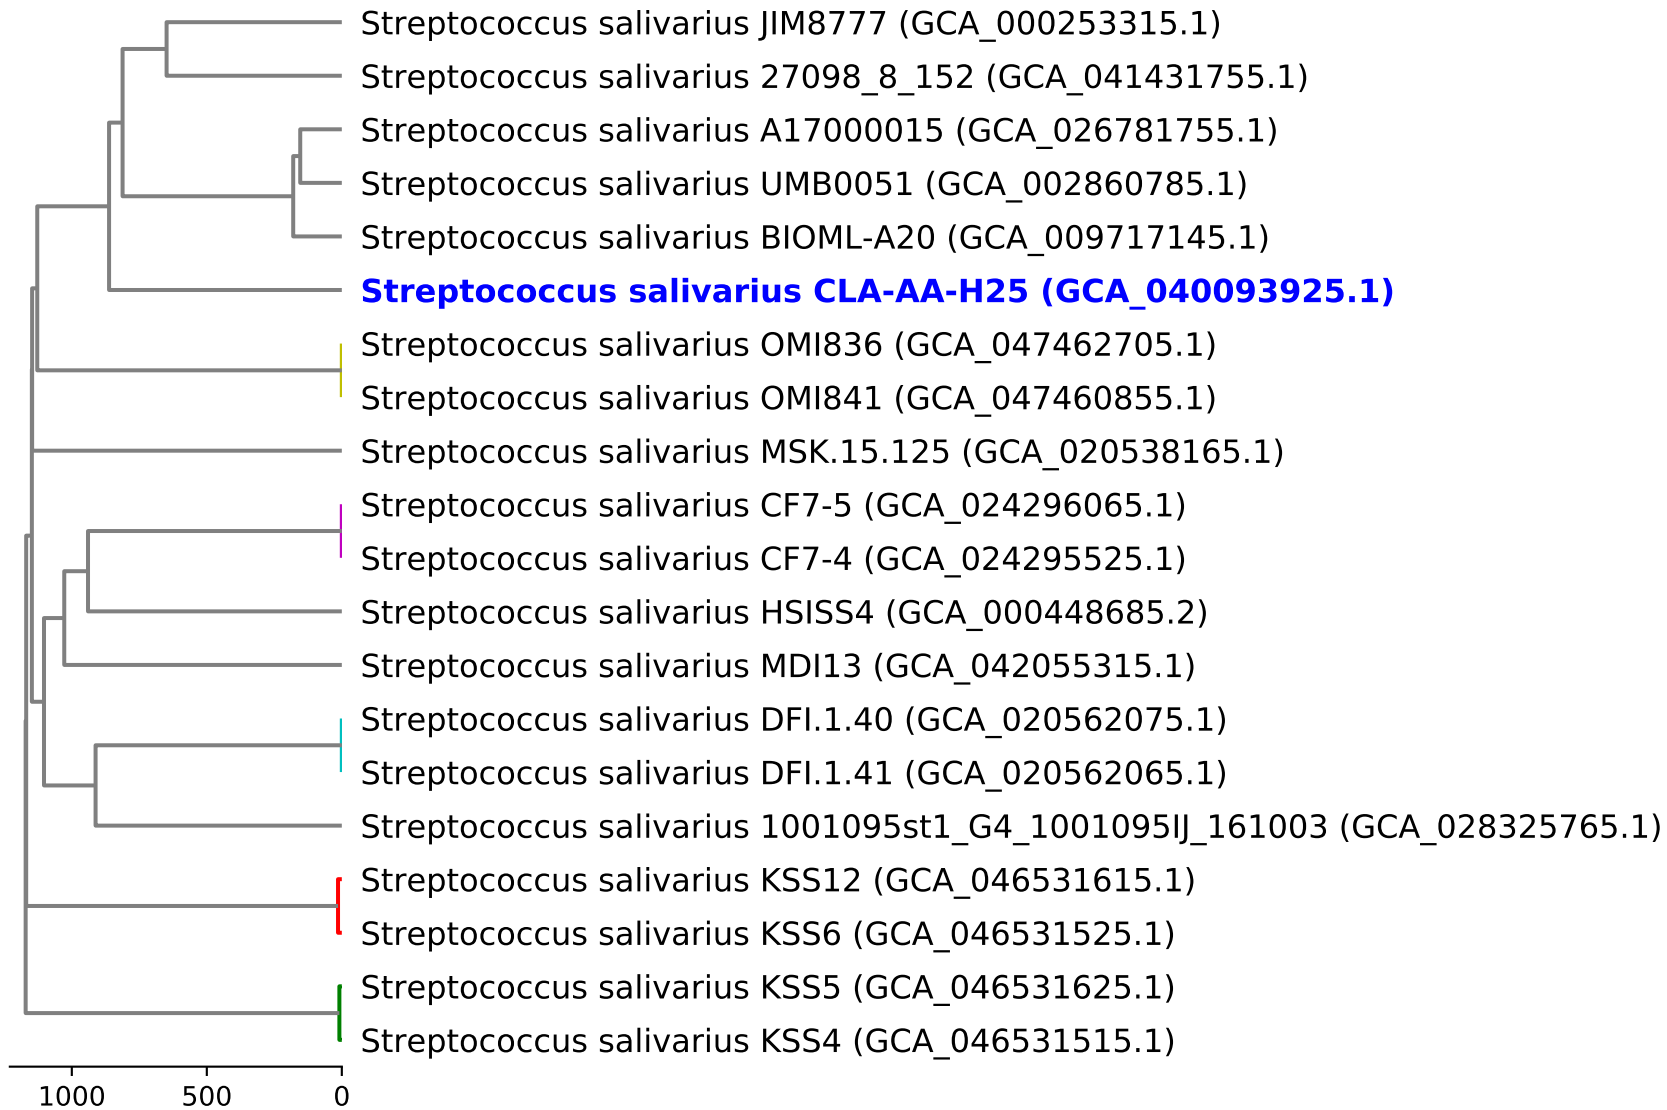 Streptococcus salivarius JIM8777 (GCA_000253315.1)
Streptococcus salivarius 27098_8_152 (GCA_041431755.1)
Streptococcus salivarius A17000015 (GCA_026781755.1)
Streptococcus salivarius UMB0051 (GCA_002860785.1)
Streptococcus salivarius BIOML-A20 (GCA_009717145.1)
Streptococcus salivarius CLA-AA-H25 (GCA_040093925.1)
Streptococcus salivarius OMI836 (GCA_047462705.1)
Streptococcus salivarius OMI841 (GCA_047460855.1)
Streptococcus salivarius MSK.15.125 (GCA_020538165.1)
Streptococcus salivarius CF7-5 (GCA_024296065.1)
Streptococcus salivarius CF7-4 (GCA_024295525.1)
Streptococcus salivarius HSISS4 (GCA_000448685.2)
Streptococcus salivarius MDI13 (GCA_042055315.1)
Streptococcus salivarius DFI.1.40 (GCA_020562075.1)
Streptococcus salivarius DFI.1.41 (GCA_020562065.1)
Streptococcus salivarius 1001095st1_G4_1001095IJ_161003 (GCA_028325765.1)
Streptococcus salivarius KSS12 (GCA_046531615.1)
Streptococcus salivarius KSS6 (GCA_046531525.1)
Streptococcus salivarius KSS5 (GCA_046531625.1)
Streptococcus salivarius KSS4 (GCA_046531515.1)
1000 500 0